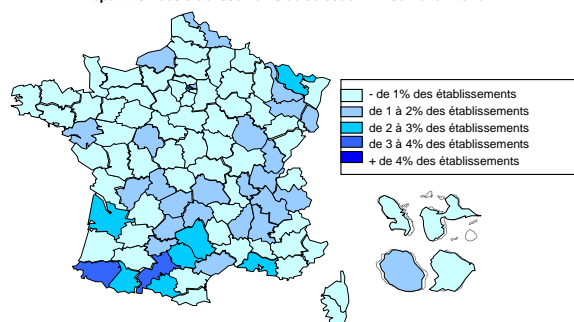 - de 1% des établissements
de 1 à 2% des établissements
de 2 à 3% des établissements
de 3 à 4% des établissements
+ de 4% des établissements